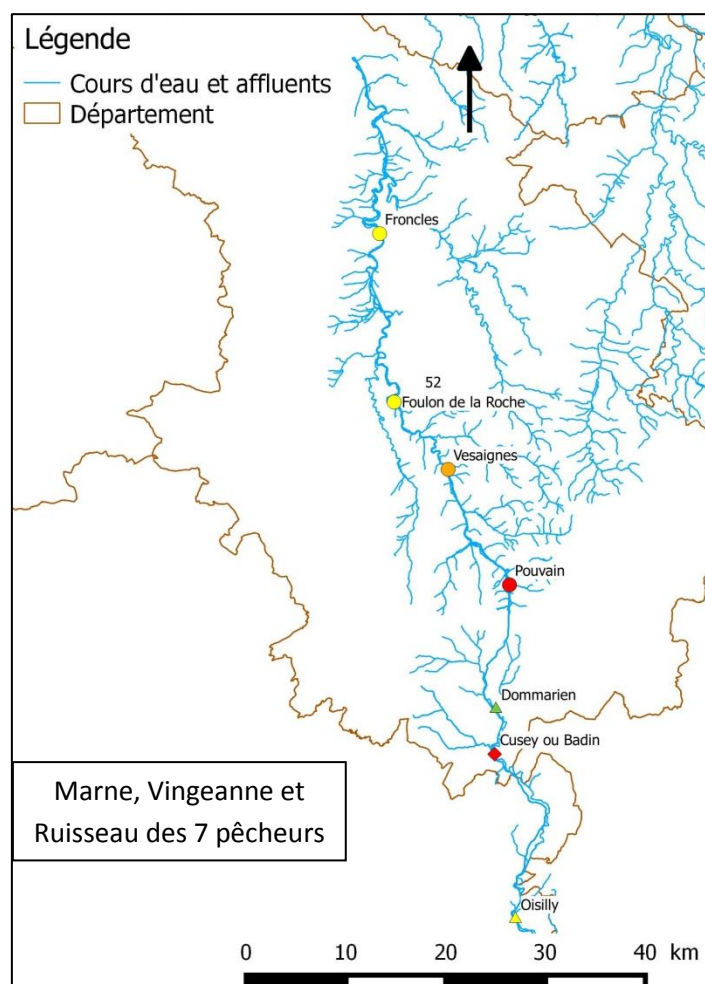 Légende
Cours d'eau et affluents
Département
Froncles
52
Foulon de la Roche
Vesaignes
Pouvain
Dommarien
Cusey ou Badin
Marne, Vingeanne et
Ruisseau des 7 pêcheurs
Oisilly
0 10 20 30 40 km